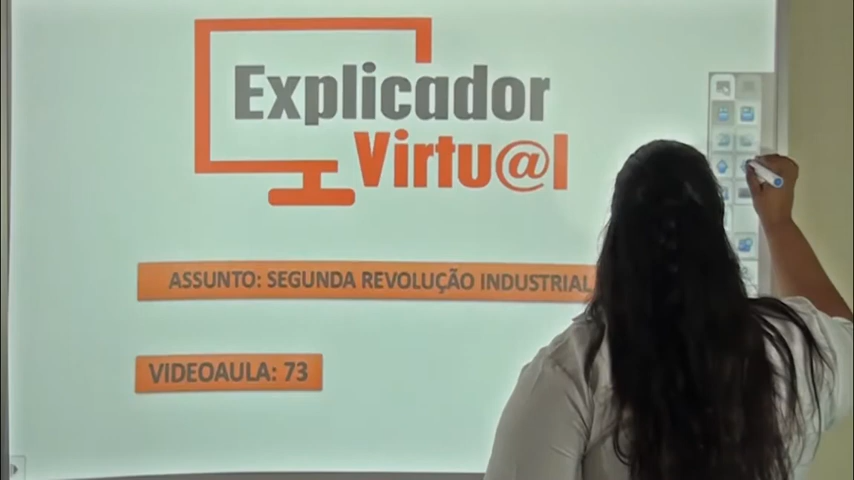 Explicador
Virtu@l
ASSUNTO: SEGUNDA REVOLUÇÃO INDUSTRIAL
VIDEOAULA: 73